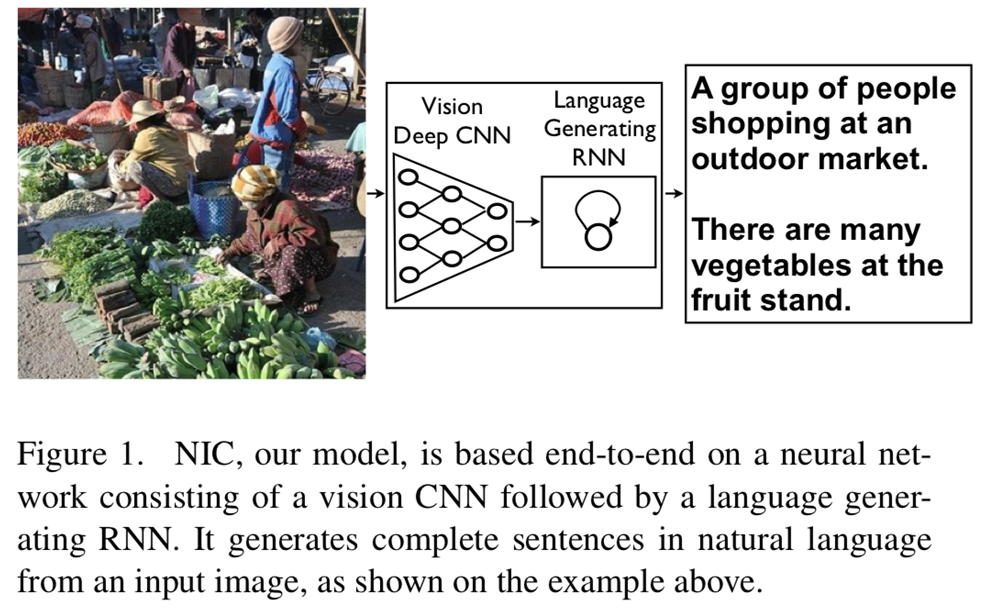 Vision
Deep CNN
Language
Generating
RNN
A group of people
shopping at an
outdoor market.
There are many
vegetables at the
fruit stand.
Figure 1. NIC, our model, is based end-to-end on a neural net-
work consisting of a vision CNN followed by a language gener-
ating RNN. It generates complete sentences in natural language
from an input image, as shown on the example above.